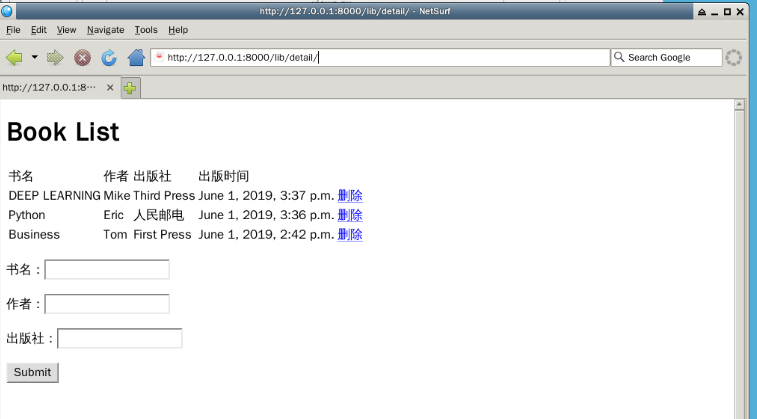 http://127.0.0.1:8000/lib/detail/ - NetSurf
File Edit View Navigate Tools Help
http://127.0.0.1:8000/lib/detail/ Search Google
http://127.0.0.1:8···
Book List
书名 作者 出版社 出版时间
DEEP LEARNING Mike Third Press June 1, 2019, 3:37 p.m. 删除
Python Eric 人民邮电 June 1, 2019, 3:36 p.m. 删除
Business Tom First Press June 1, 2019, 2:42 p.m. 删除
书名：
作者：
出版社：
Submit